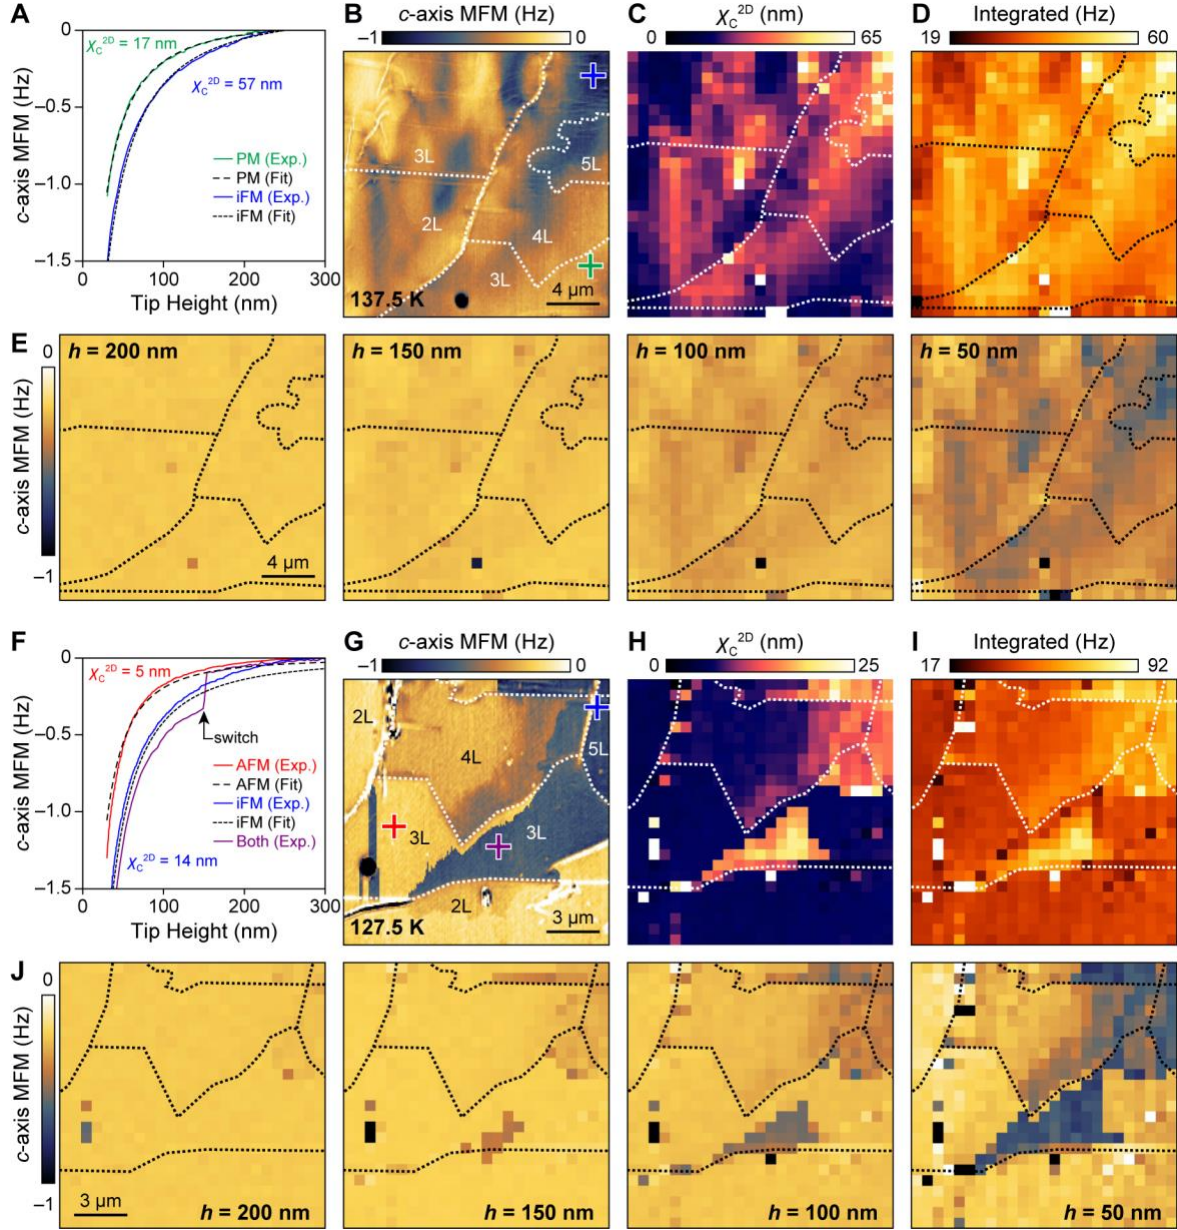 A
c-axis MFM (Hz)
0
−0.5
−1.0
−1.5
χC2D = 17 nm
χC2D = 57 nm
PM (Exp.)
PM (Fit)
iFM (Exp.)
iFM (Fit)
0 100 200 300
Tip Height (nm)
B c-axis MFM (Hz)
−1 0
3L
5L
2L
4L
3L
137.5 K
4 μm
C χC2D (nm)
0 65
D Integrated (Hz)
19 60
E
c-axis MFM (Hz)
0
−1
h = 200 nm
4 μm
h = 150 nm
h = 100 nm
h = 50 nm
F
c-axis MFM (Hz)
0
−0.5
−1.0
−1.5
χC2D = 5 nm
switch
AFM (Exp.)
AFM (Fit)
iFM (Exp.)
iFM (Fit)
Both (Exp.)
χC2D = 14 nm
0 100 200 300
Tip Height (nm)
G c-axis MFM (Hz)
−1 0
2L
4L
5L
3L
3L
2L
127.5 K
3 μm
H χC2D (nm)
0 25
I Integrated (Hz)
17 92
J
c-axis MFM (Hz)
0
−1
3 μm
h = 200 nm
h = 150 nm
h = 100 nm
h = 50 nm